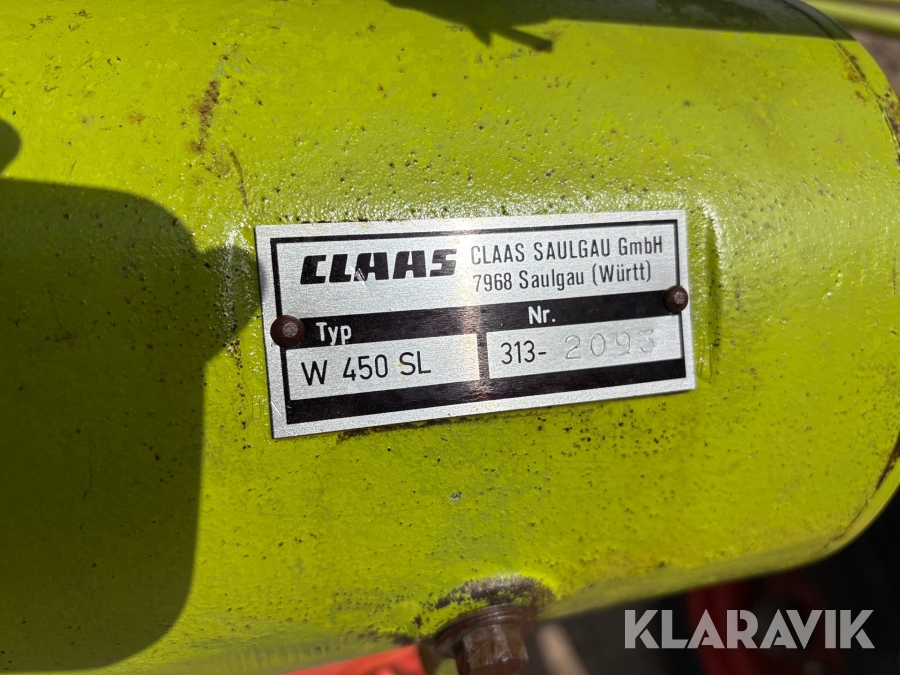 CLAAS
CLAAS SAULGAU GmbH
7968 Saulgau (Württ)
Typ
Nr.
W 450 SL
313- 2093
KLARAVIK